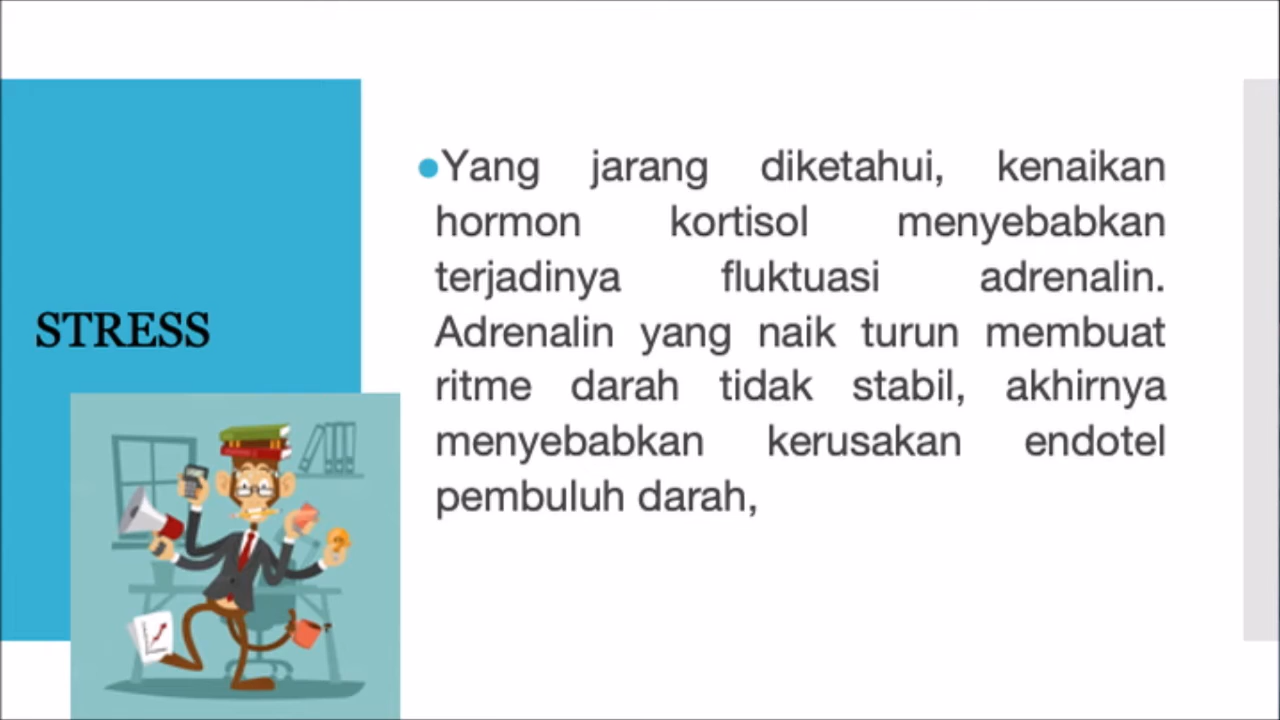 STRESS
•Yang jarang diketahui, kenaikan
hormon kortisol menyebabkan
terjadinya fluktuasi adrenalin.
Adrenalin yang naik turun membuat
ritme darah tidak stabil, akhirnya
menyebabkan kerusakan endotel
pembuluh darah,